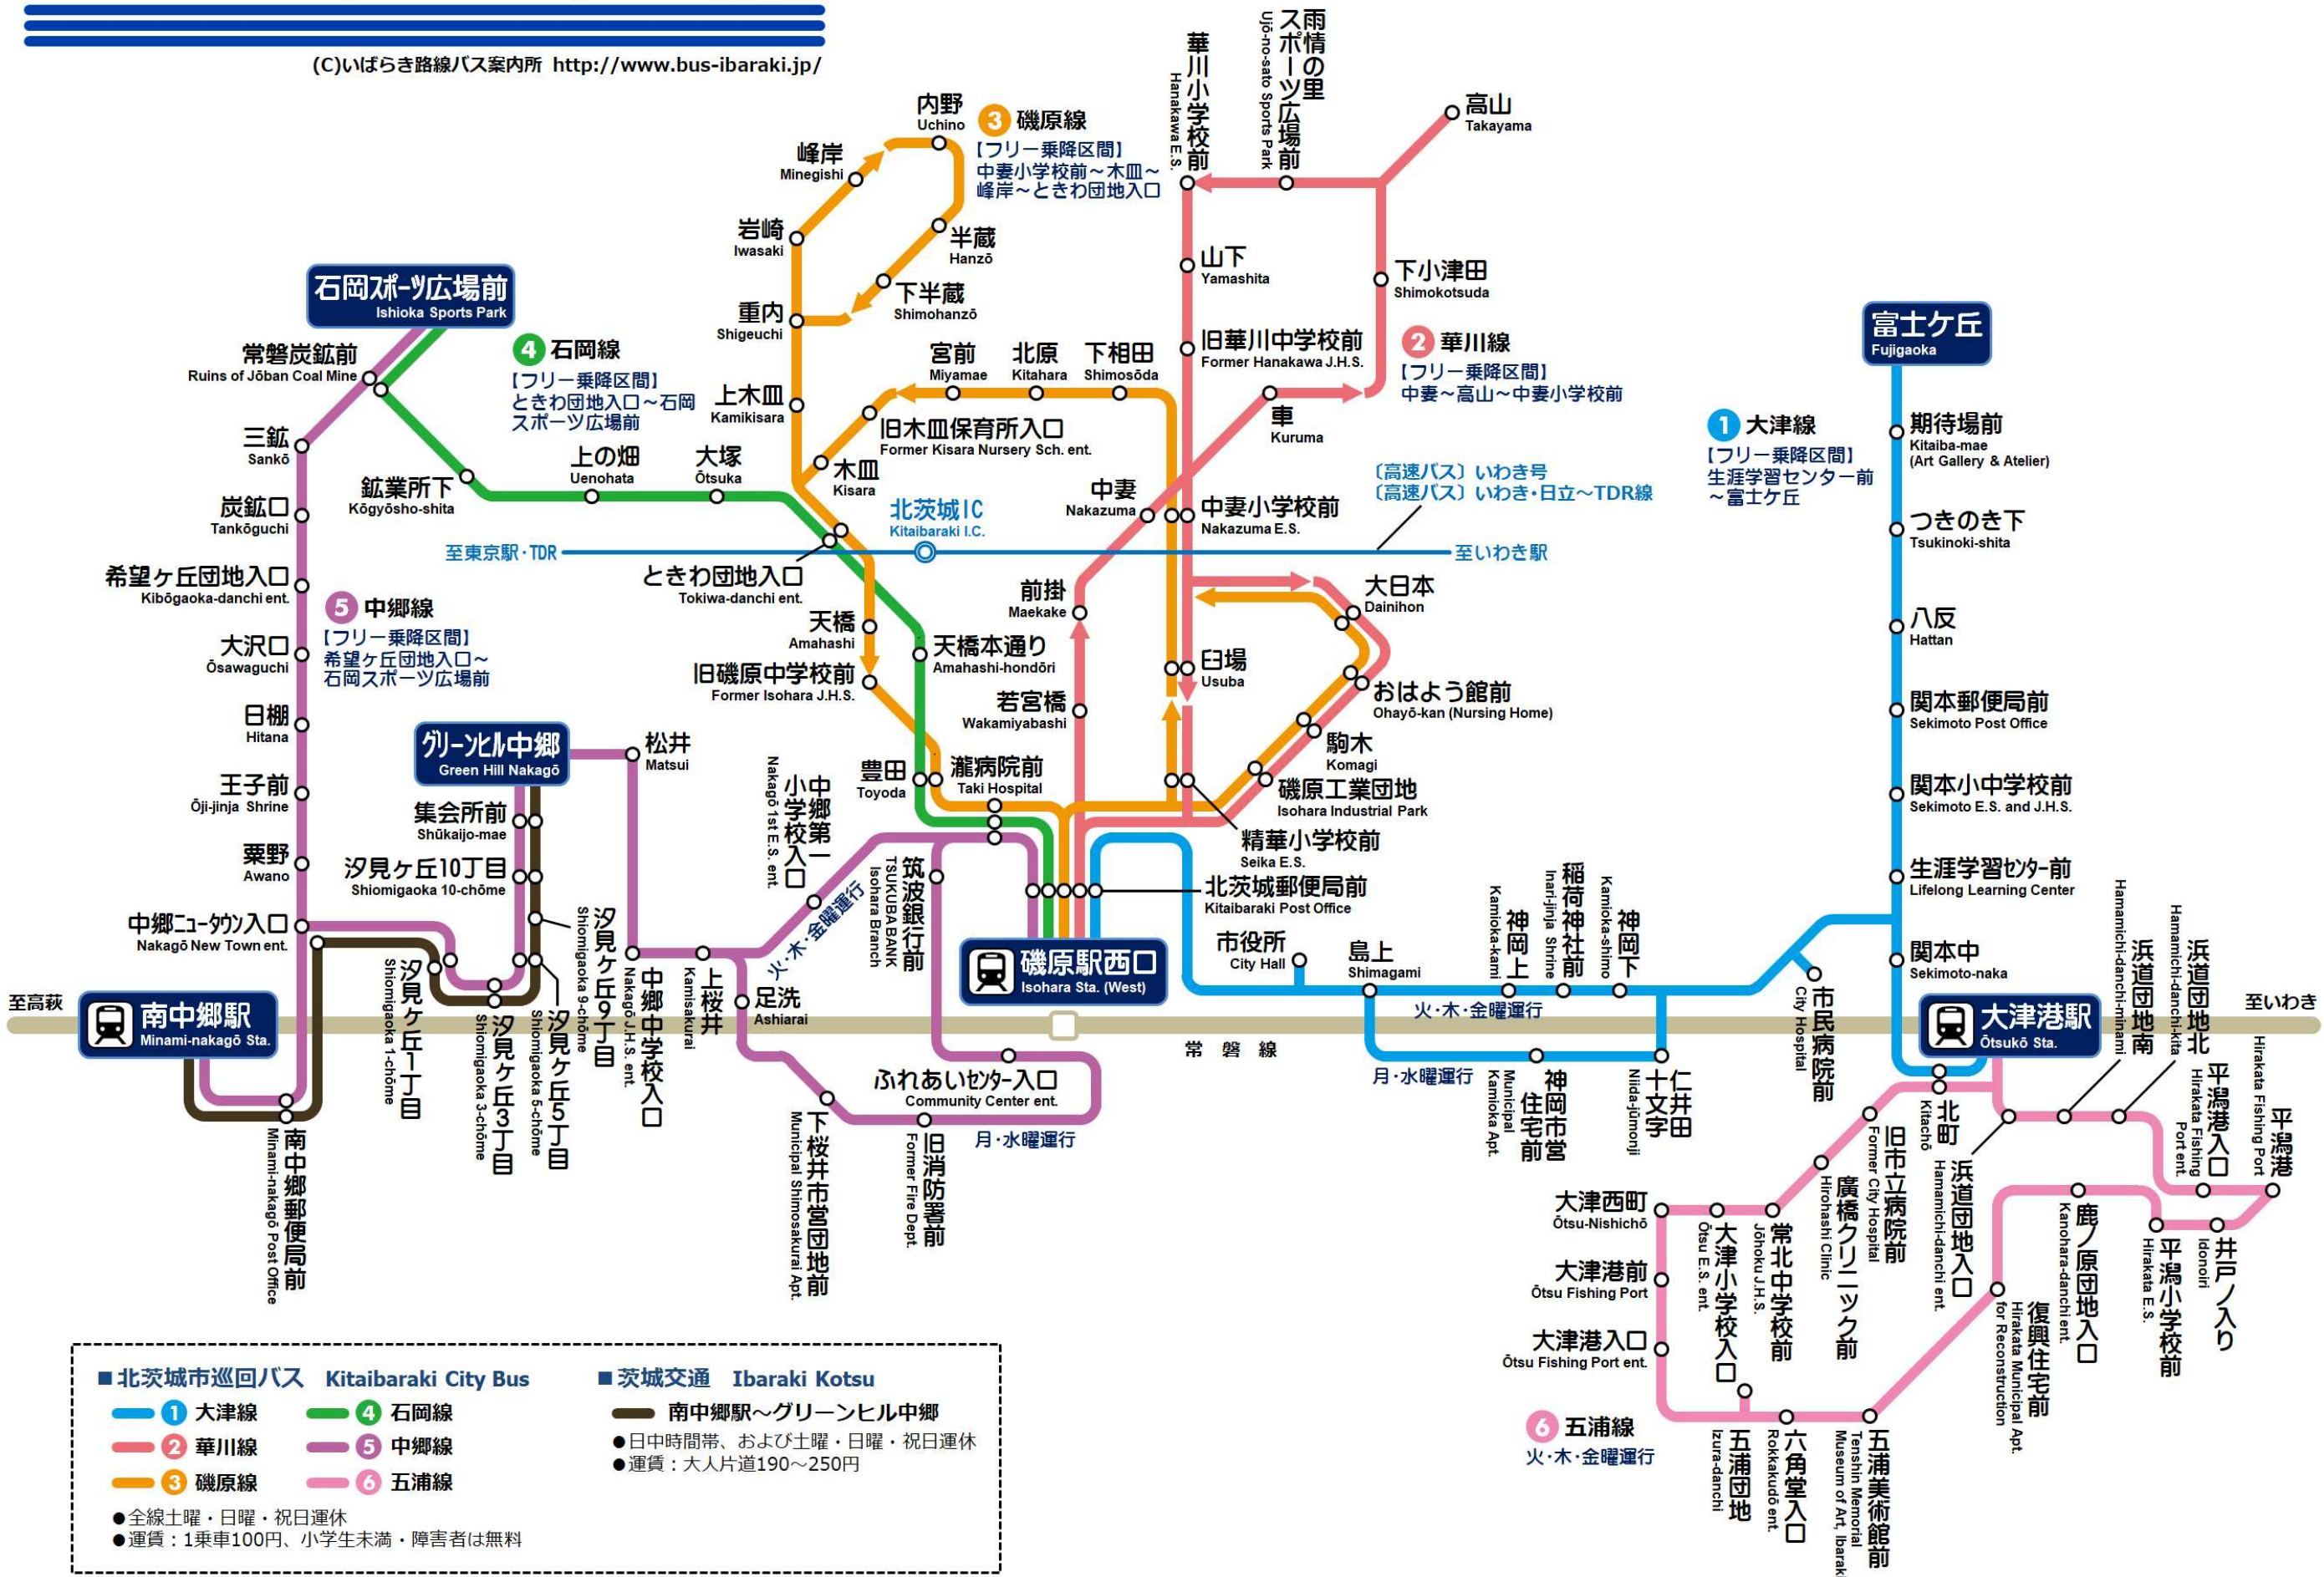 (C)いばらき路線バス案内所 http://www.bus-ibaraki.jp/
雨情の里
スポーツ広場前
Ujō-no-sato Sports Park
華川小学校前
Hanakawa E.S.
高山
Takayama
内野
Uchino
3 磯原線
【フリー乗降区間】
中妻小学校前～木皿～
峰岸～ときわ団地入口
峰岸
Minegishi
岩崎
Iwasaki
半蔵
Hanzō
下半蔵
Shimohanzō
重内
Shigeuchi
上木皿
Kamikisara
山下
Yamashita
下小津田
Shimokotsuda
旧華川中学校前
Former Hanakawa J.H.S.
2 華川線
【フリー乗降区間】
中妻～高山～中妻小学校前
車
Kuruma
石岡スポーツ広場前
Ishioka Sports Park
常磐炭鉱前
Ruins of Jōban Coal Mine
4 石岡線
【フリー乗降区間】
ときわ団地入口～石岡
スポーツ広場前
宮前
Miyamae
北原
Kitahara
下相田
Shimosōda
旧木皿保育所入口
Former Kisara Nursery Sch. ent.
木皿
Kisara
富士ケ丘
Fujigaoka
1 大津線
【フリー乗降区間】
生涯学習センター前
～富士ケ丘
期待場前
Kitaiba-mae
(Art Gallery & Atelier)
つきのき下
Tsukinoki-shita
八反
Hattan
関本郵便局前
Sekimoto Post Office
関本小中学校前
Sekimoto E.S. and J.H.S.
生涯学習センター前
Lifelong Learning Center
関本中
Sekimoto-naka
三鉱
Sankō
鉱業所下
Kōgyōsho-shita
上の畑
Uenohata
大塚
Ōtsuka
炭鉱口
Tankōguchi
北茨城IC
Kitaibaraki I.C.
中妻
Nakazuma
中妻小学校前
Nakazuma E.S.
〔高速バス〕いわき号
〔高速バス〕いわき・日立～TDR線
至東京駅・TDR
至いわき駅
希望ヶ丘団地入口
Kibōgaoka-danchi ent.
ときわ団地入口
Tokiwa-danchi ent.
5 中郷線
【フリー乗降区間】
希望ヶ丘団地入口～
石岡スポーツ広場前
前掛
Maekake
大日本
Dainihon
大沢口
Ōsawaguchi
天橋
Amahashi
天橋本通り
Amahashi-hondōri
旧磯原中学校前
Former Isohara J.H.S.
臼場
Usuba
若宮橋
Wakamiyabashi
おはよう館前
Ohayō-kan (Nursing Home)
日棚
Hitana
グリーンヒル中郷
Green Hill Nakagō
松井
Matsui
駒木
Komagi
王子前
Ōji-jinja Shrine
集会所前
Shūkaijo-mae
豊田
Toyoda
瀧病院前
Taki Hospital
磯原工業団地
Isohara Industrial Park
中郷第一
小学校入口
Nakagō 1st E.S. ent.
精華小学校前
Seika E.S.
粟野
Awano
汐見ヶ丘10丁目
Shiomigaoka 10-chōme
筑波銀行前
TSUKUBA BANK
Isohara Branch
北茨城郵便局前
Kitaibaraki Post Office
火・木・金曜運行
中郷ニュータウン入口
Nakagō New Town ent.
汐見ヶ丘9丁目
Shiomigaoka 9-chōme
磯原駅西口
Isohara Sta. (West)
市役所
City Hall
島上
Shimagami
神岡上
Kamioka-kami
稲荷神社前
Inari-jinja Shrine
神岡下
Kamioka-shimo
火・木・金曜運行
市民病院前
City Hospital
至高萩
南中郷駅
Minami-nakagō Sta.
汐見ヶ丘1丁目
Shiomigaoka 1-chōme
汐見ヶ丘3丁目
Shiomigaoka 3-chōme
汐見ヶ丘5丁目
Shiomigaoka 5-chōme
中郷中学校入口
Nakagō J.H.S. ent.
上桜井
Kamisakurai
足洗
Ashiarai
常磐線
月・水曜運行
神岡市営
住宅前
Municipal
Kamioka Apt.
仁井田
十文字
Niida-jūmonji
大津港駅
Ōtsukō Sta.
至いわき
浜道団地南
Hamamichi-danchi-minami
浜道団地北
Hamamichi-danchi-kita
平潟港入口
Hirakata Fishing
Port ent.
平潟港
Hirakata Fishing Port
南中郷郵便局前
Minami-nakagō Post Office
下桜井市営団地前
Municipal Shimosakurai Apt.
ふれあいセンター入口
Community Center ent.
旧消防署前
Former Fire Dept.
月・水曜運行
北町
Kitachō
旧市立病院前
Former City Hospital
廣橋クリニック前
Hirohashi Clinic
浜道団地入口
Hamamichi-danchi ent.
鹿ノ原団地入口
Kanohara-danchi ent.
平潟小学校前
Hirakata E.S.
井戸ノ入り
Idonoiri
大津西町
Ōtsu-Nishichō
大津小学校入口
Ōtsu E.S. ent.
常北中学校前
Jōhoku J.H.S.
大津港前
Ōtsu Fishing Port
大津港入口
Ōtsu Fishing Port ent.
復興住宅前
Hirakata Municipal Apt.
for Reconstruction
6 五浦線
火・木・金曜運行
五浦団地
Izura-danchi
六角堂入口
Rokkakudō ent.
五浦美術館前
Tenshin Memorial
Museum of Art, Ibaraki
■北茨城市巡回バス Kitaibaraki City Bus
1 大津線
2 華川線
3 磯原線
4 石岡線
5 中郷線
6 五浦線
●全線土曜・日曜・祝日運休
●運賃：1乗車100円、小学生未満・障害者は無料
■茨城交通 Ibaraki Kotsu
南中郷駅～グリーンヒル中郷
●日中時間帯、および土曜・日曜・祝日運休
●運賃：大人片道190～250円